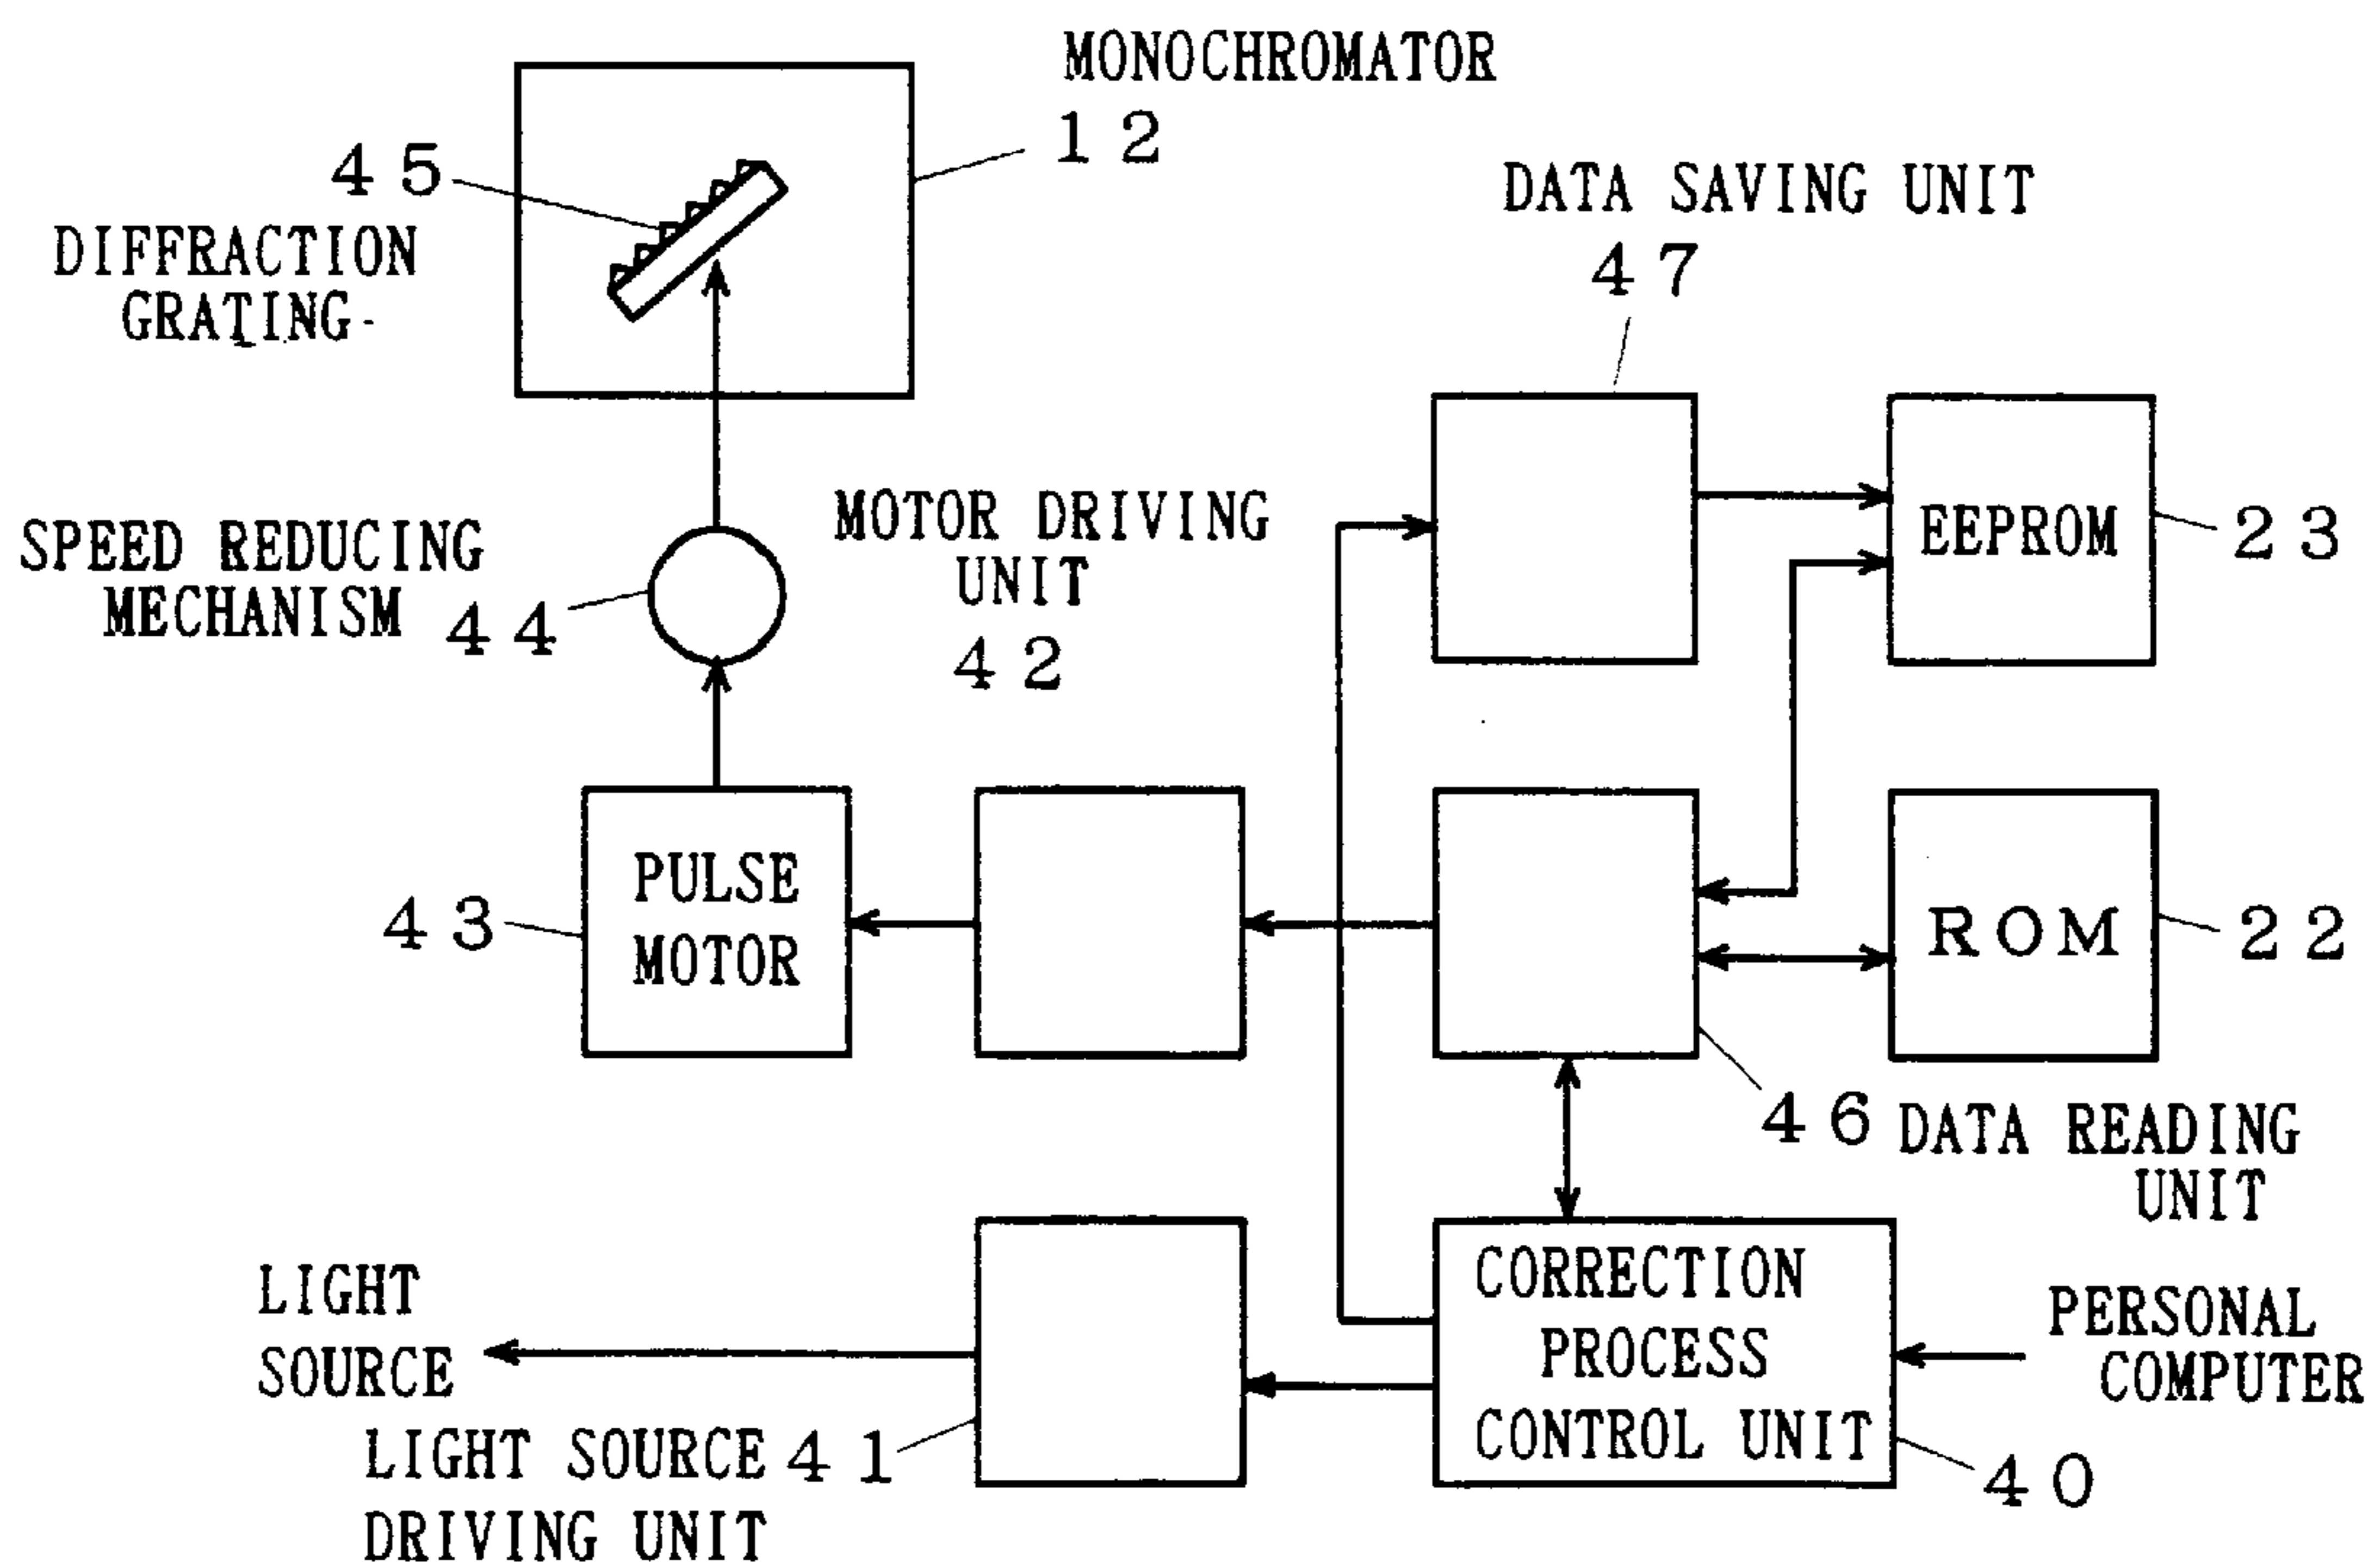 MONOCHROMATOR
12
45
DIFFRACTION
GRATING
DATA SAVING UNIT
47
SPEED REDUCING
MECHANISM 44
MOTOR DRIVING
UNIT
42
EEPROM
23
43
PULSE
MOTOR
ROM
22
46 DATA READING
UNIT
LIGHT
SOURCE
LIGHT SOURCE 41
DRIVING UNIT
CORRECTION
PROCESS
CONTROL UNIT
PERSONAL
COMPUTER
40